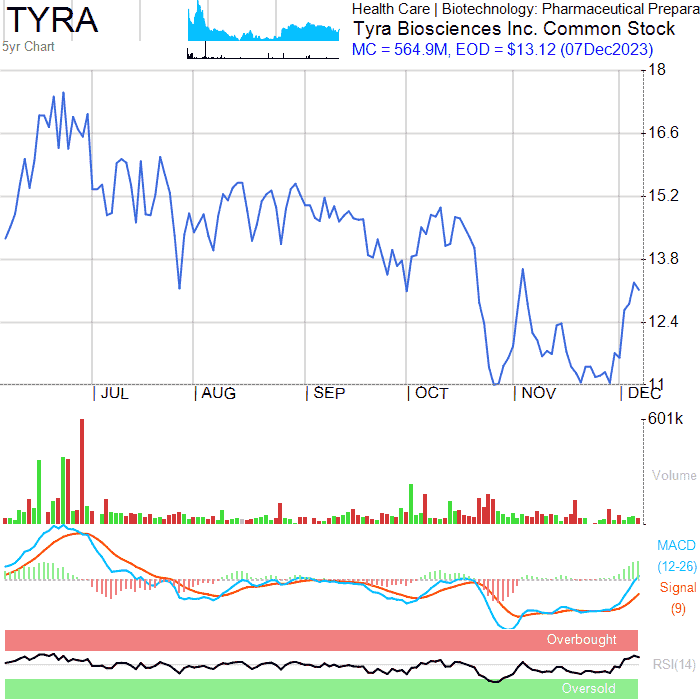 TYRA
5yr Chart
Health Care | Biotechnology: Pharmaceutical Prepara
Tyra Biosciences Inc. Common Stock
MC = 564.9M, EOD = $13.12 (07Dec2023)
18
16.6
15.2
13.8
12.4
11
JUL AUG SEP OCT NOV DEC
601k
Volume
MACD
(12-26)
Signal
(9)
Overbought
RSI(14)
Oversold